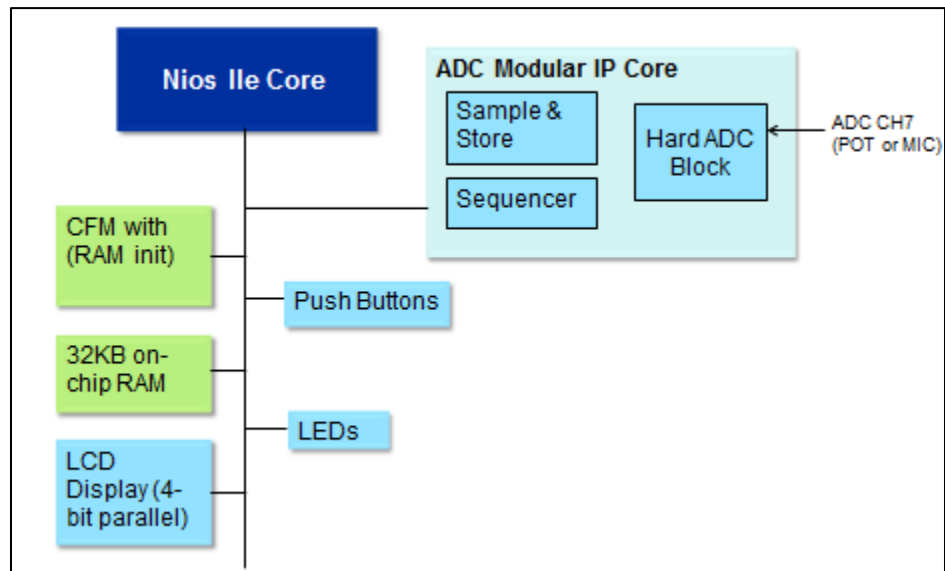 Nios IIe Core
ADC Modular IP Core
Sample &
Store
Sequencer
Hard ADC
Block
ADC CH7
(POT or MIC)
CFM with
(RAM init)
Push Buttons
32KB on-
chip RAM
LEDs
LCD
Display (4-
bit parallel)